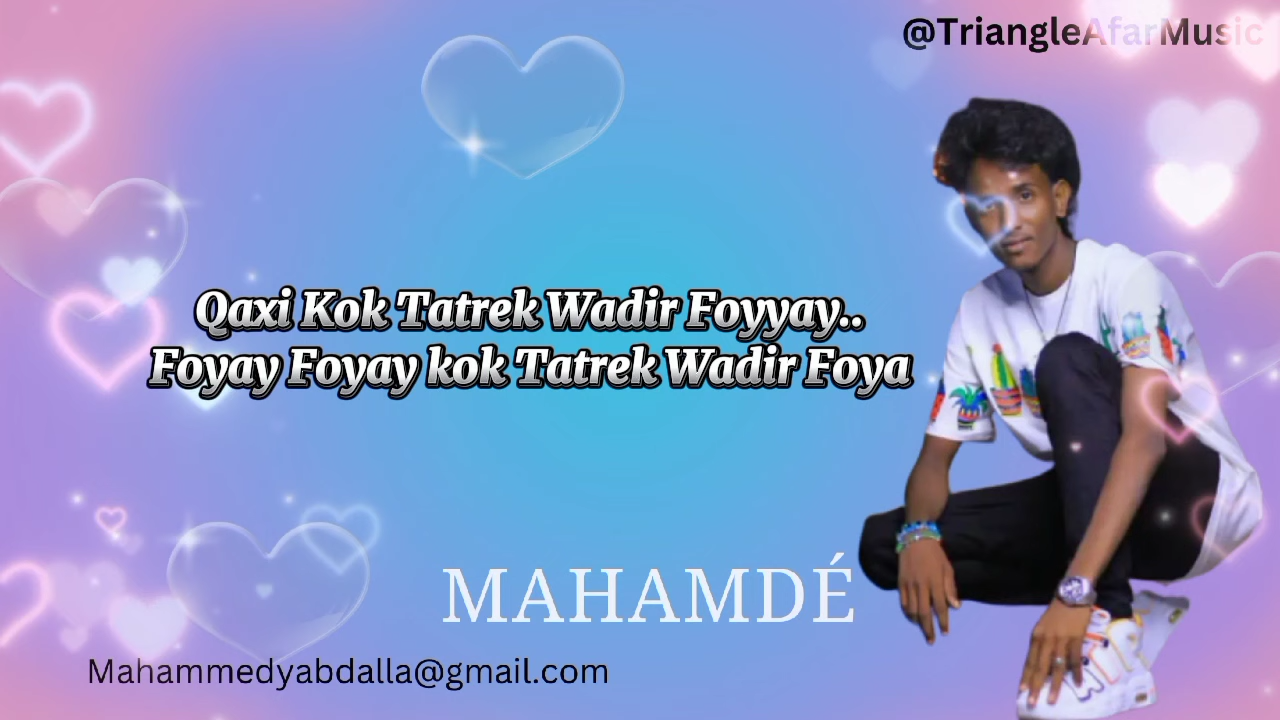 @TriangleAfarMusic
Qaxi Kok Tatrek Wadir Foyyay..
Foyay Foyay kok Tatrek Wadir Foya
MAHAMDÉ
Mahammedyabdalla@gmail.com